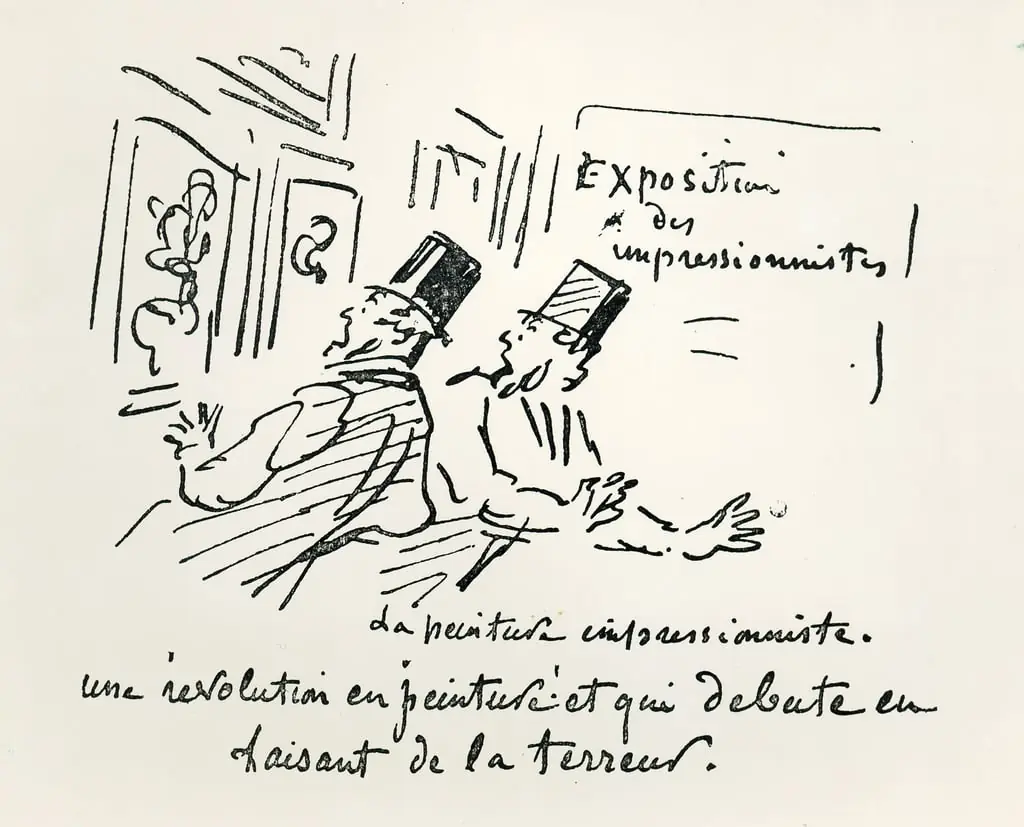 Exposition
des
impressionnistes
La peinture impressionniste.
une révolution en peinture! et qui debute en
faisant de la terreur.